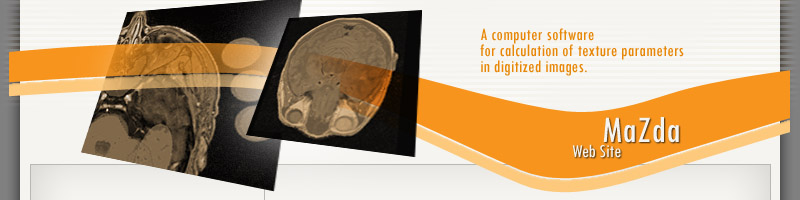 A computer software
for calculation of texture parameters
in digitized images.
MaZda
Web Site